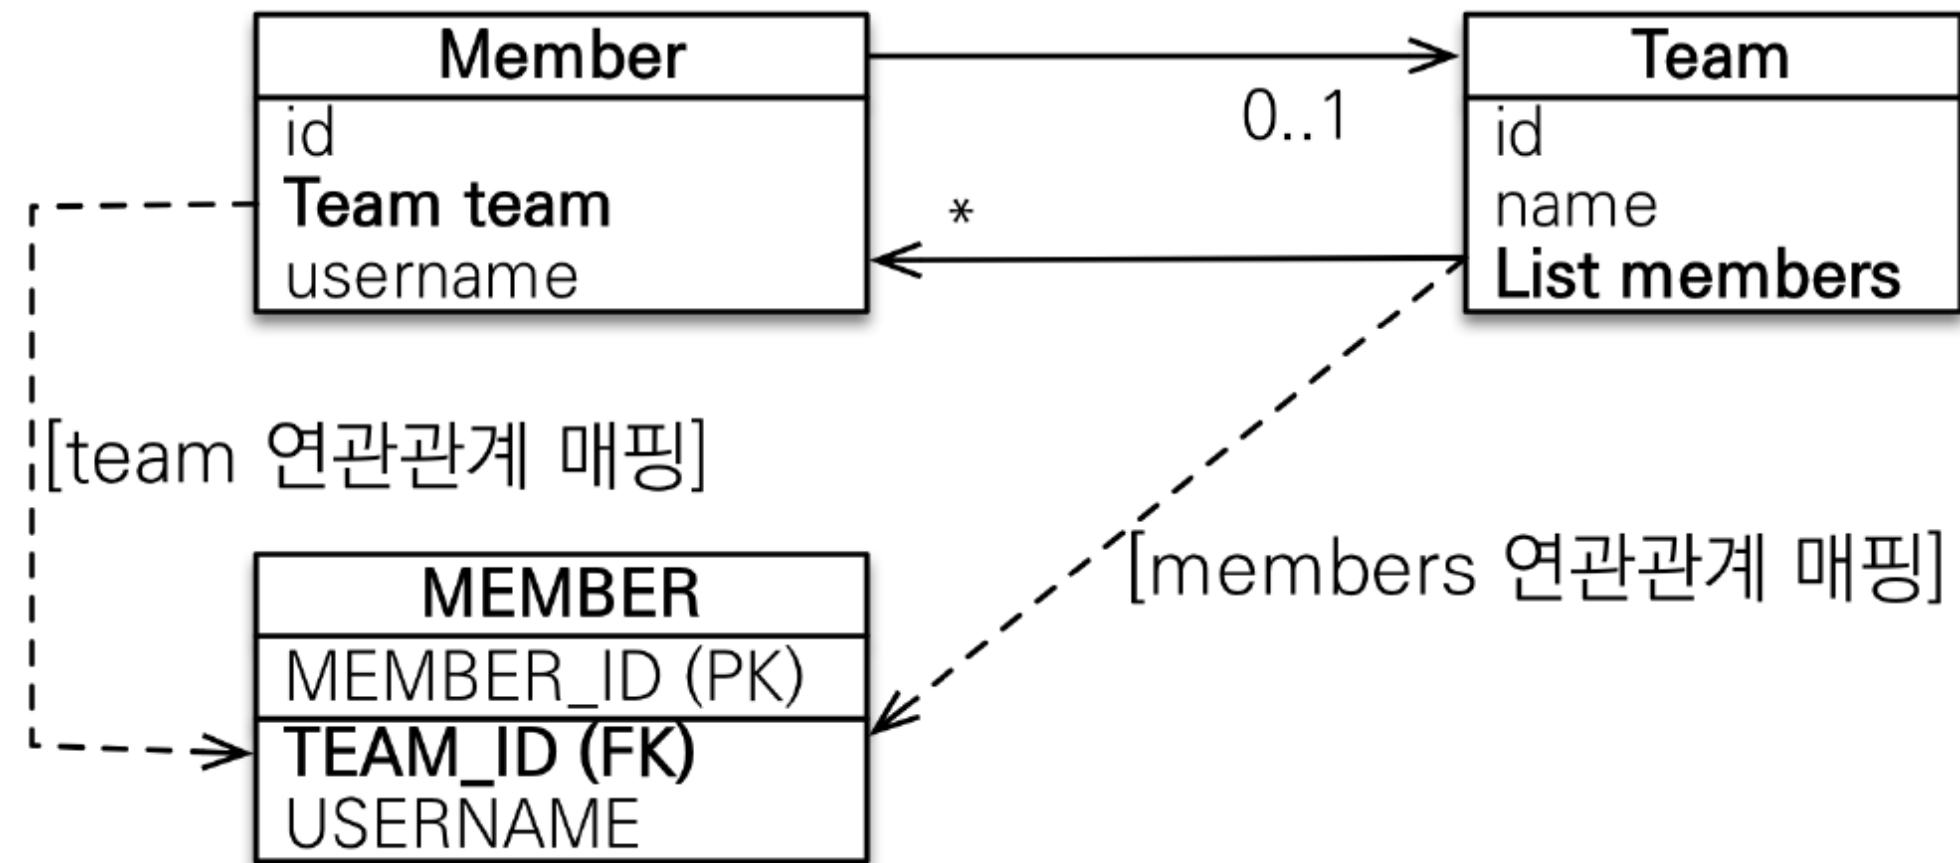 Member
id
Team team
username
0..1
*
Team
id
name
List members
[team 연관관계 매핑]
[members 연관관계 매핑]
MEMBER
MEMBER_ID (PK)
TEAM_ID (FK)
USERNAME